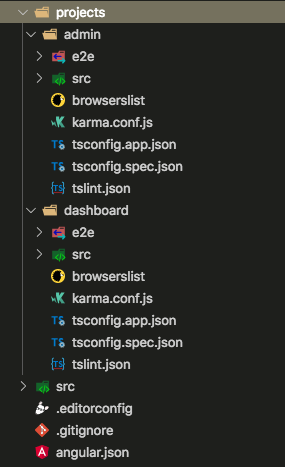 projects
admin
e2e
src
browserslist
karma.conf.js
tsconfig.app.json
tsconfig.spec.json
tslint.json
dashboard
e2e
src
browserslist
karma.conf.js
tsconfig.app.json
tsconfig.spec.json
tslint.json
src
.editorconfig
.gitignore
angular.json